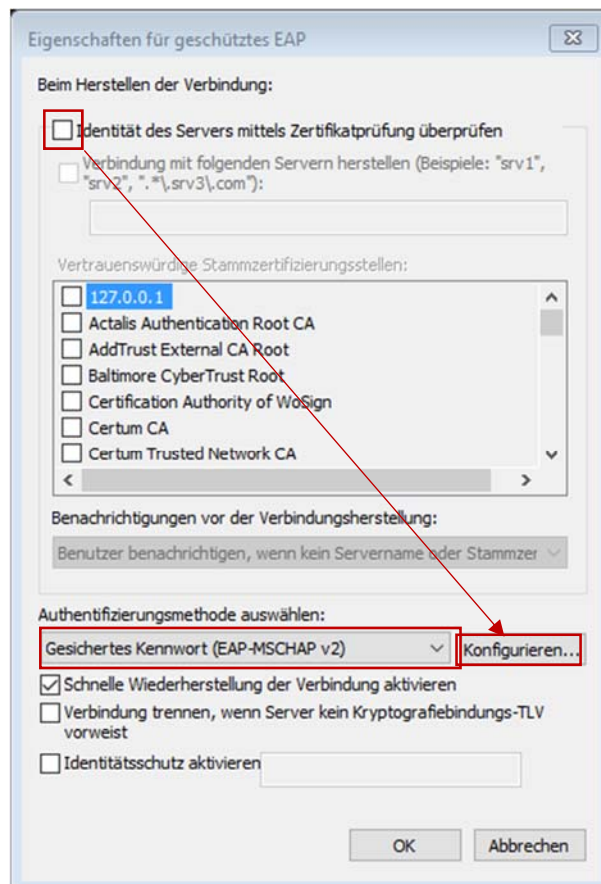 Eigenschaften für geschütztes EAP
Beim Herstellen der Verbindung:
Identität des Servers mittels Zertifikatprüfung überprüfen
Verbindung mit folgenden Servern herstellen (Beispiele: "srv1",
"srv2", ".*\.srv3\.com"):
Vertrauenswürdige Stammzertifizierungsstellen:
127.0.0.1
Actalis Authentication Root CA
AddTrust External CA Root
Baltimore CyberTrust Root
Certification Authority of WoSign
Certum CA
Certum Trusted Network CA
Benachrichtigungen vor der Verbindungsherstellung:
Benutzer benachrichtigen, wenn kein Servername oder Stammzer
Authentifizierungsmethode auswählen:
Gesichertes Kennwort (EAP-MSCHAP v2)
Konfigurieren...
Schnelle Wiederherstellung der Verbindung aktivieren
Verbindung trennen, wenn Server kein Kryptografiebindungs-TLV
vorweist
Identitätsschutz aktivieren
OK
Abbrechen